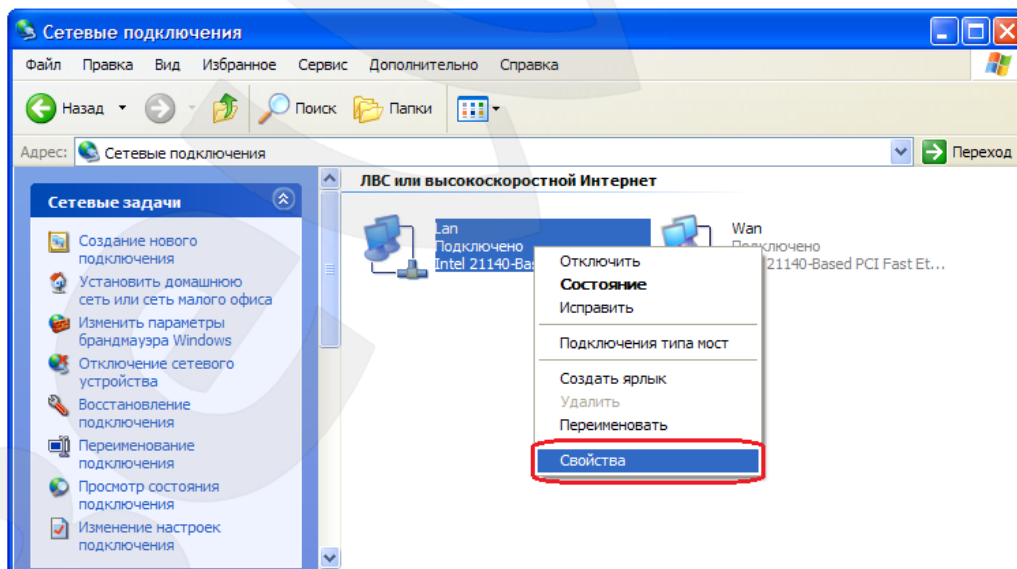 Сетевые подключения
Файл Правка Вид Избранное Сервис Дополнительно Справка
Назад Поиск Папки
Адрес: Сетевые подключения Переход
Сетевые задачи
Создание нового
подключения
Установить домашнюю
сеть или сеть малого офиса
Изменить параметры
брандмауэра Windows
Отключение сетевого
устройства
Восстановление
подключения
Переименование
подключения
Просмотр состояния
подключения
Изменение настроек
подключения
ЛВС или высокоскоростной Интернет
Lan
Подключено
Intel 21140-Ba
Wan
Подключено
21140-Based PCI Fast Et...
Отключить
Состояние
Исправить
Подключения типа мост
Создать ярлык
Удалить
Переименовать
Свойства